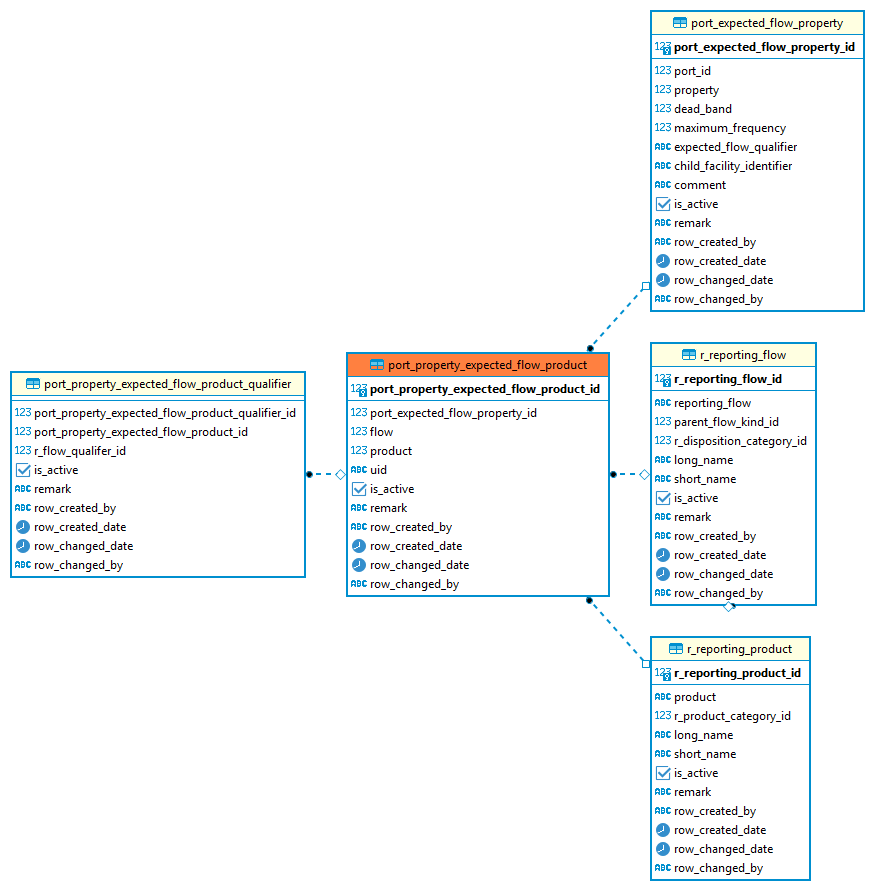 port_expected_flow_property
123 port_expected_flow_property_id
123 port_id
123 property
123 dead_band
123 maximum_frequency
ABC expected_flow_qualifier
ABC child_facility_identifier
ABC comment
is_active
ABC remark
ABC row_created_by
row_created_date
row_changed_date
ABC row_changed_by
port_property_expected_flow_product_qualifier
123 port_property_expected_flow_product_qualifier_id
123 port_property_expected_flow_product_id
123 r_flow_qualifer_id
is_active
ABC remark
ABC row_created_by
row_created_date
row_changed_date
ABC row_changed_by
port_property_expected_flow_product
123 port_property_expected_flow_product_id
123 port_expected_flow_property_id
123 flow
123 product
ABC uid
is_active
ABC remark
ABC row_created_by
row_created_date
row_changed_date
ABC row_changed_by
r_reporting_flow
123 r_reporting_flow_id
ABC reporting_flow
123 parent_flow_kind_id
123 r_disposition_category_id
ABC long_name
ABC short_name
is_active
ABC remark
ABC row_created_by
row_created_date
row_changed_date
ABC row_changed_by
r_reporting_product
123 r_reporting_product_id
ABC product
123 r_product_category_id
ABC long_name
ABC short_name
is_active
ABC remark
ABC row_created_by
row_created_date
row_changed_date
ABC row_changed_by